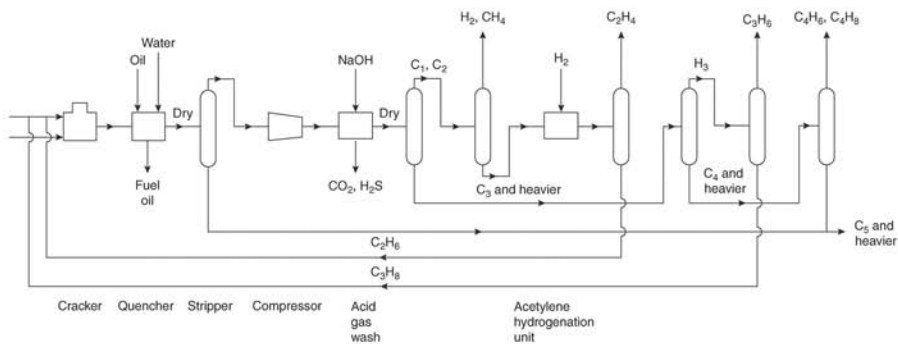 H₂, CH₄
C₂H₄
C₃H₆
C₄H₆, C₄H₈
Water
Oil
NaOH
C₁, C₂
H₂
H₃
Dry
Dry
Fuel
oil
CO₂, H₂S
C₃ and heavier
C₄ and
heavier
C₅ and
heavier
C₂H₆
C₃H₈
Cracker
Quencher
Stripper
Compressor
Acid
gas
wash
Acetylene
hydrogenation
unit